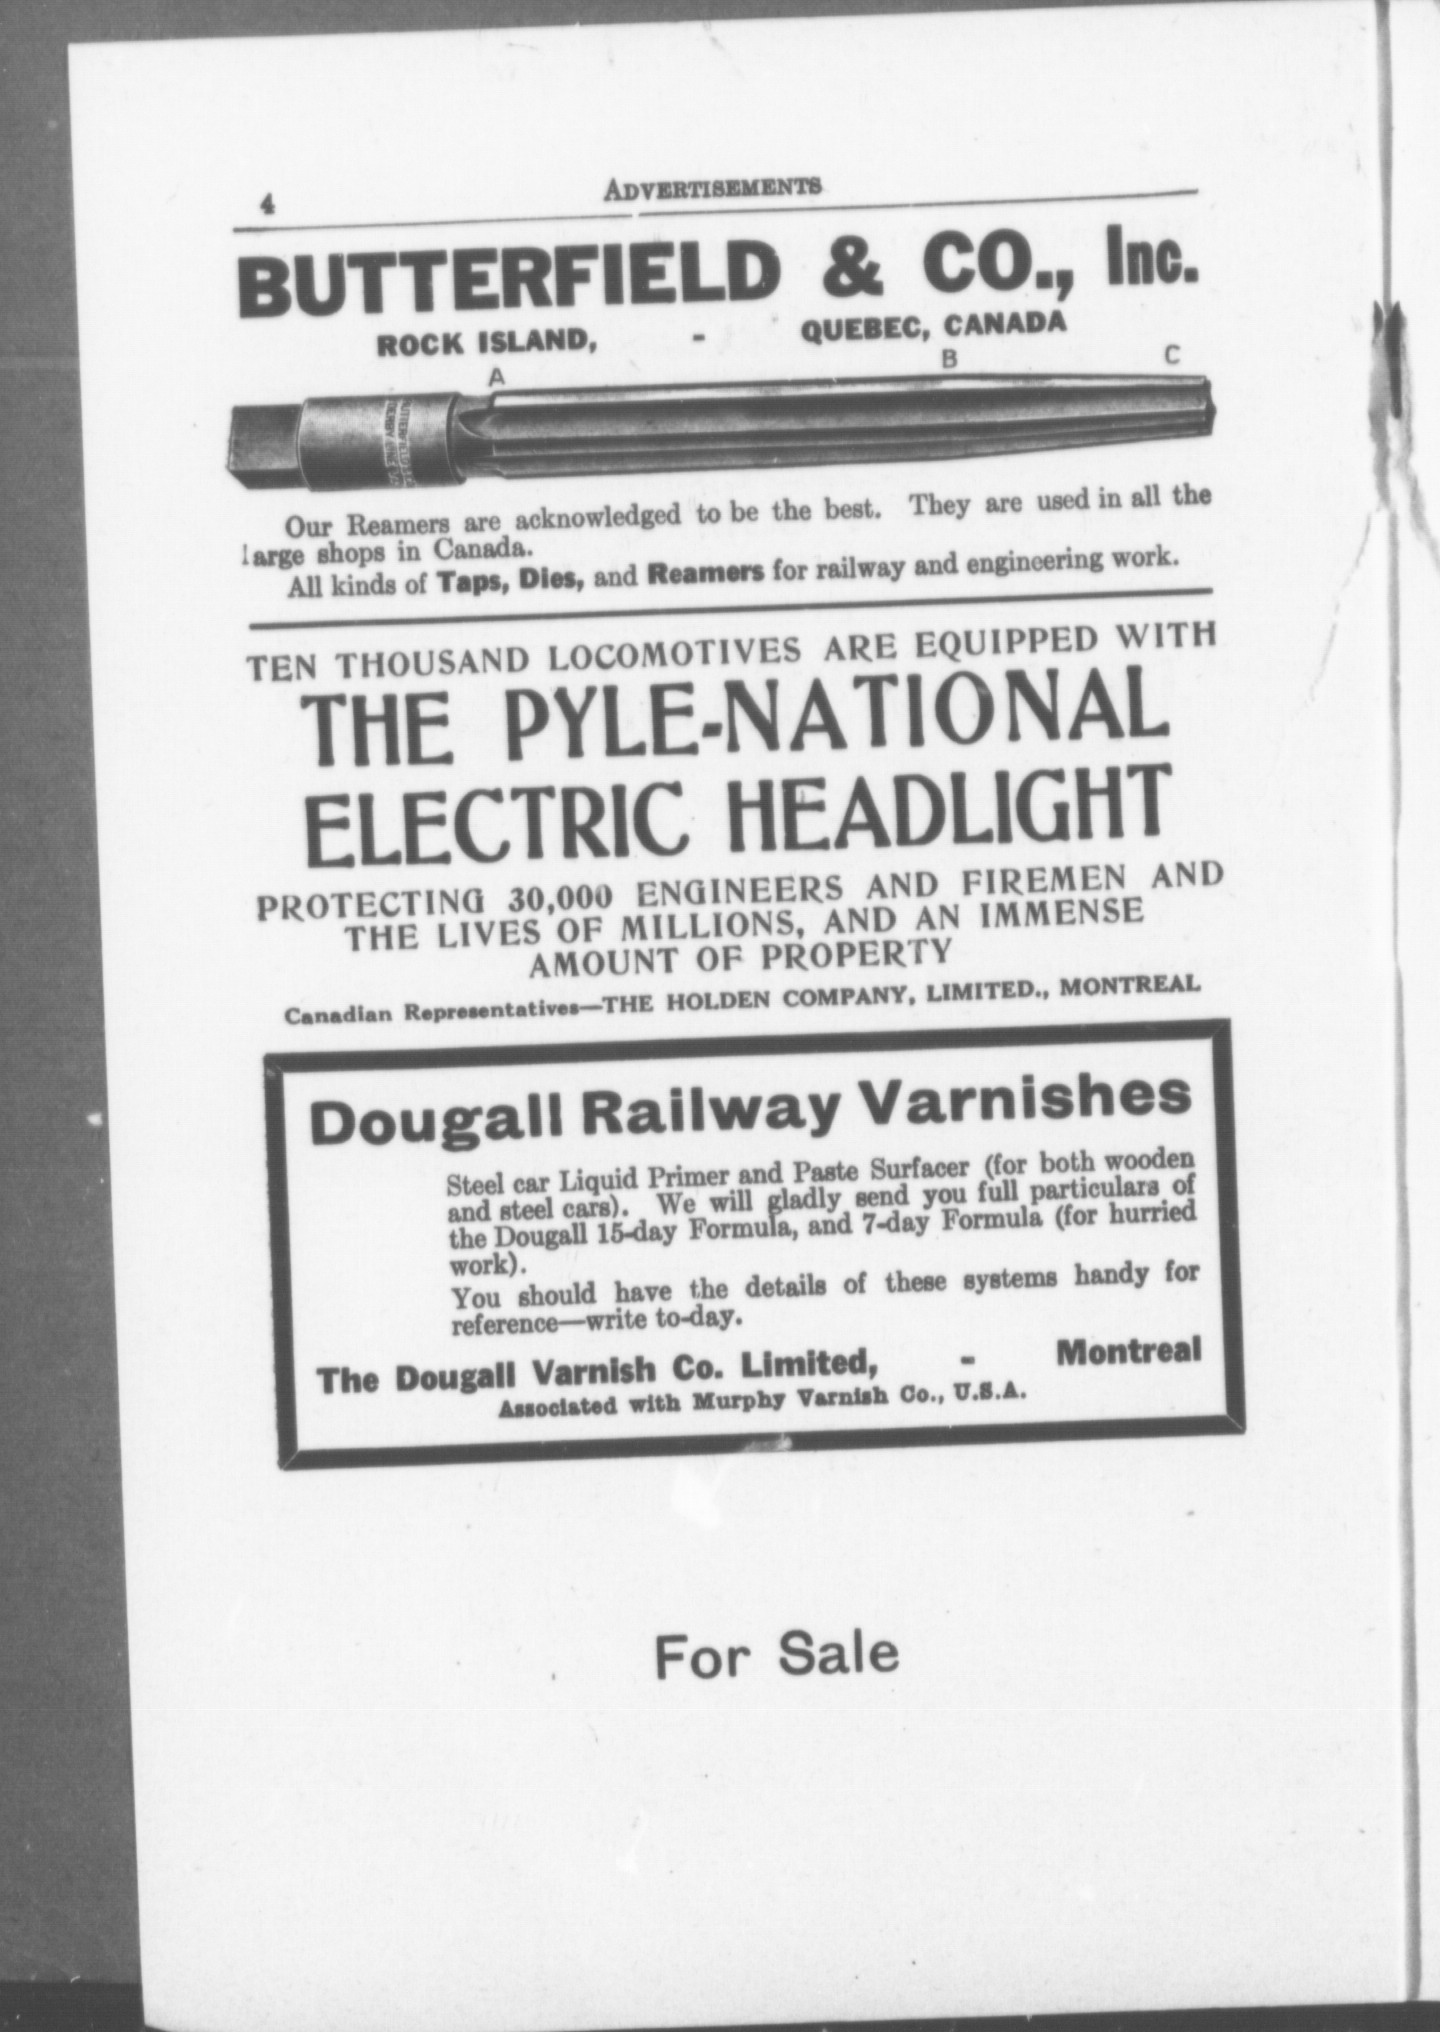 4
ADVERTISEMENTS
BUTTERFIELD & CO., Inc.
ROCK ISLAND, - QUEBEC, CANADA
A B C
Our Reamers are acknowledged to be the best. They are used in all the
large shops in Canada.
All kinds of Taps, Dies, and Reamers for railway and engineering work.
TEN THOUSAND LOCOMOTIVES ARE EQUIPPED WITH
THE PYLE-NATIONAL
ELECTRIC HEADLIGHT
PROTECTING 30,000 ENGINEERS AND FIREMEN AND
THE LIVES OF MILLIONS, AND AN IMMENSE
AMOUNT OF PROPERTY
Canadian Representatives—THE HOLDEN COMPANY, LIMITED., MONTREAL
Dougall Railway Varnishes
Steel car Liquid Primer and Paste Surfacer (for both wooden
and steel cars). We will gladly send you full particulars of
the Dougall 15-day Formula, and 7-day Formula (for hurried
work).
You should have the details of these systems handy for
reference—write to-day.
The Dougall Varnish Co. Limited, - Montreal
Associated with Murphy Varnish Co., U.S.A.
For Sale